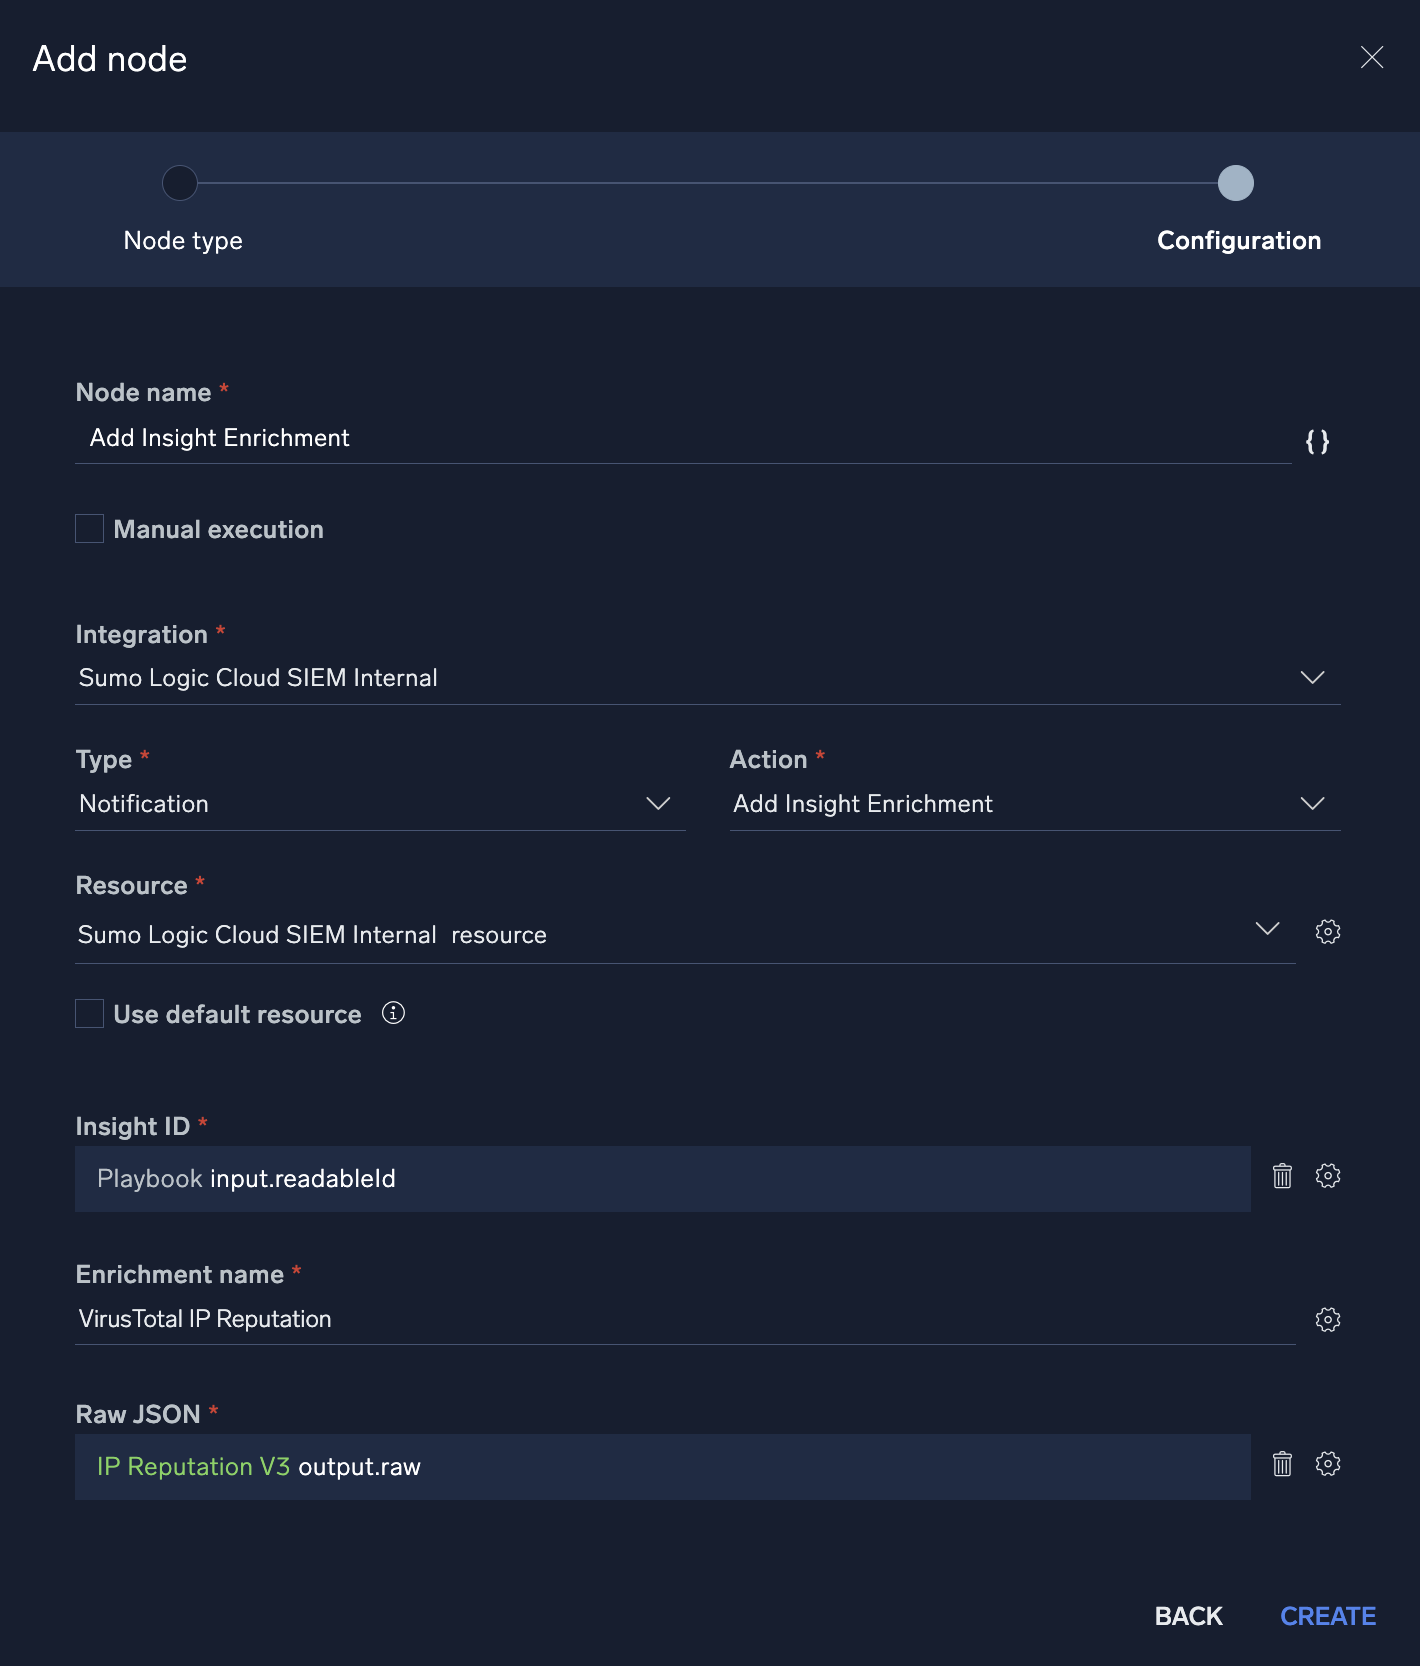 Add node
Node type
Configuration
Node name *
Add Insight Enrichment
{ }
Manual execution
Integration *
Sumo Logic Cloud SIEM Internal
Type *
Action *
Notification
Add Insight Enrichment
Resource *
Sumo Logic Cloud SIEM Internal resource
Use default resource
Insight ID *
Playbook input.readableId
Enrichment name *
VirusTotal IP Reputation
Raw JSON *
IP Reputation V3 output.raw
BACK
CREATE